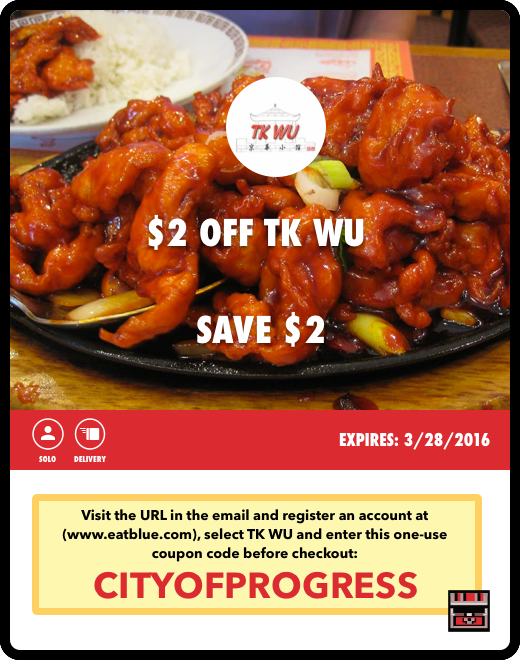 TK WU
$2 OFF TK WU
SAVE $2
SOLO
DELIVERY
EXPIRES: 3/28/2016
Visit the URL in the email and register an account at
(www.eatblue.com), select TK WU and enter this one-use
coupon code before checkout:
CITYOFPROGRESS